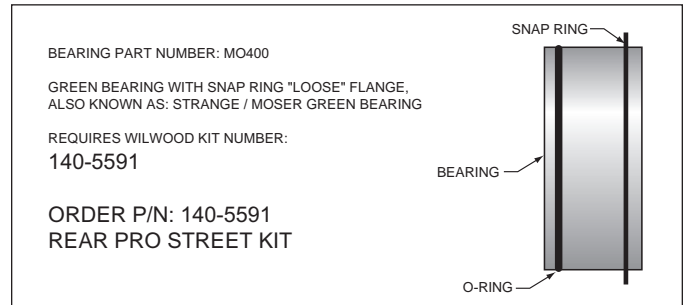 BEARING PART NUMBER: MO400
GREEN BEARING WITH SNAP RING "LOOSE" FLANGE,
ALSO KNOWN AS: STRANGE / MOSER GREEN BEARING
REQUIRES WILWOOD KIT NUMBER:
140-5591
ORDER P/N: 140-5591
REAR PRO STREET KIT
SNAP RING
BEARING
O-RING